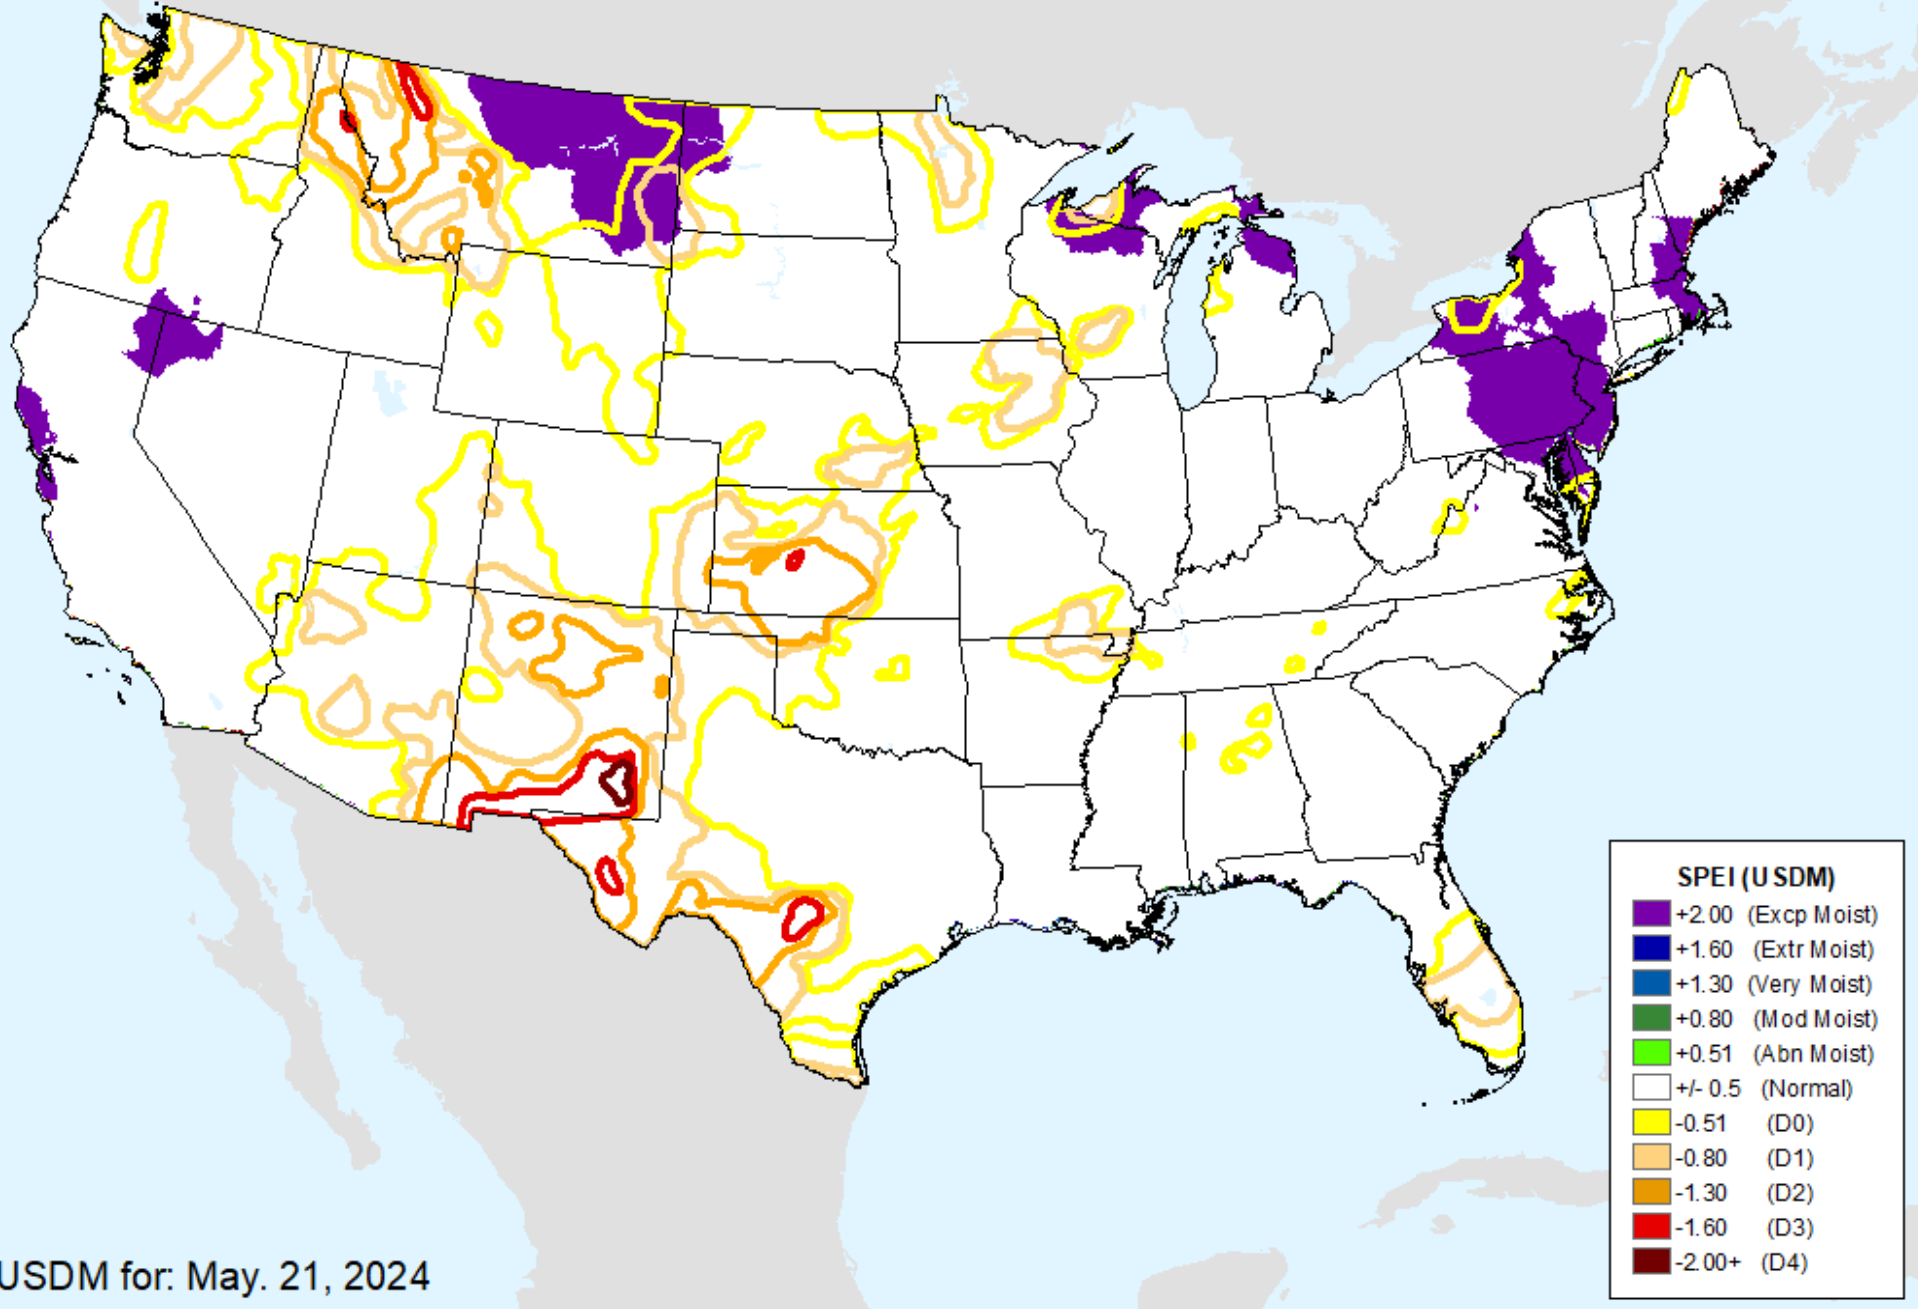 SPEI (USDM)
+2.00 (Excp Moist)
+1.60 (Extr Moist)
+1.30 (Very Moist)
+0.80 (Mod Moist)
+0.51 (Abn Moist)
+/- 0.5 (Normal)
-0.51 (D0)
-0.80 (D1)
-1.30 (D2)
-1.60 (D3)
-2.00+ (D4)
USDM for: May. 21, 2024